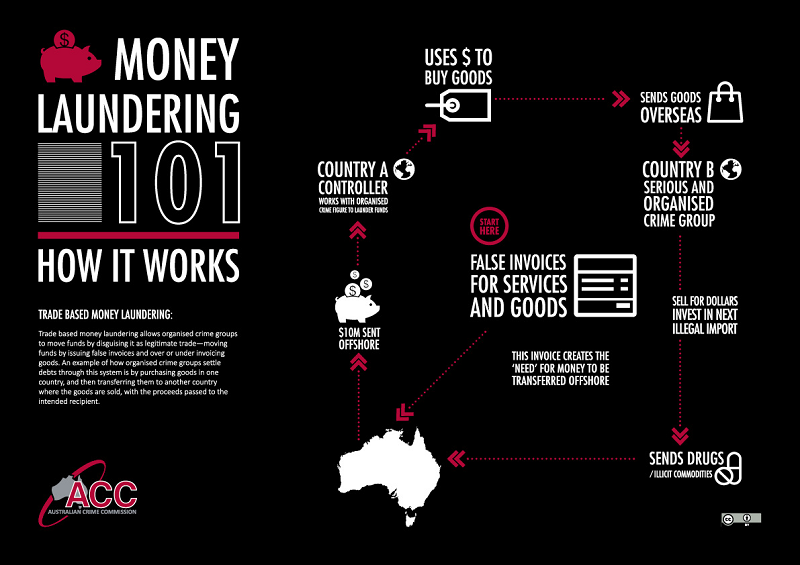 $
MONEY
LAUNDERING
101
HOW IT WORKS
TRADE BASED MONEY LAUNDERING:
Trade based money laundering allows organised crime groups
to move funds by disguising it as legitimate trade—moving
funds by issuing false invoices and over or under invoicing
goods. An example of how organised crime groups settle
debts through this system is by purchasing goods in one
country, and then transferring them to another country
where the goods are sold, with the proceeds passed to the
intended recipient.
ACC
AUSTRALIAN CRIME COMMISSION
START
HERE
FALSE INVOICES
FOR SERVICES
AND GOODS
THIS INVOICE CREATES THE
'NEED' FOR MONEY TO BE
TRANSFERRED OFFSHORE
$
$
$
$10M SENT
OFFSHORE
COUNTRY A
CONTROLLER
WORKS WITH ORGANISED
CRIME FIGURE TO LAUNDER FUNDS
USES $ TO
BUY GOODS
SENDS GOODS
OVERSEAS
COUNTRY B
SERIOUS AND
ORGANISED
CRIME GROUP
SELL FOR DOLLARS
INVEST IN NEXT
ILLEGAL IMPORT
SENDS DRUGS
/ ILLICIT COMMODITIES
cc
BY